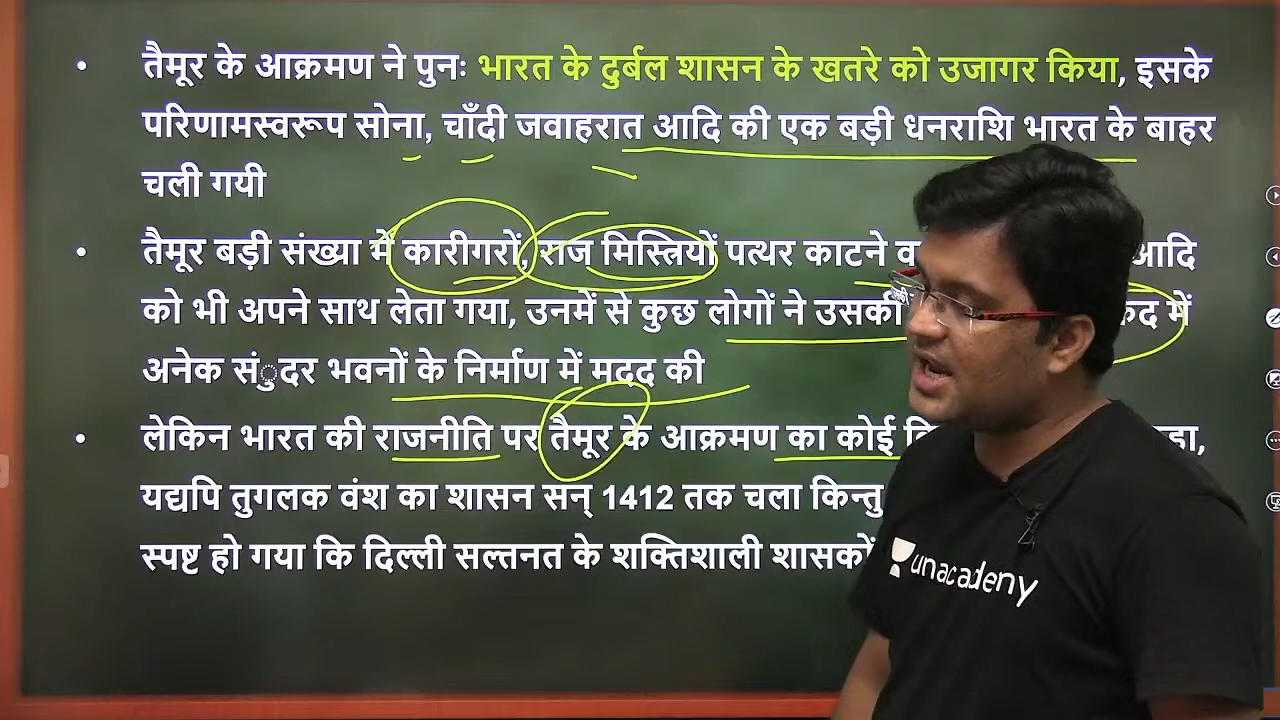 • तैमूर के आक्रमण ने पुनः भारत के दुर्बल शासन के खतरे को उजागर किया, इसके
परिणामस्वरूप सोना, चाँदी जवाहरात आदि की एक बड़ी धनराशि भारत के बाहर
चली गयी
• तैमूर बड़ी संख्या में कारीगरों, राज मिस्त्रियों पत्थर काटने आदि
को भी अपने साथ लेता गया, उनमें से कुछ लोगों ने उसकी में
अनेक संुदर भवनों के निर्माण में मदद की
• लेकिन भारत की राजनीति पर तैमूर के आक्रमण का कोई
यद्यपि तुगलक वंश का शासन सन् 1412 तक चला किन्तु
स्पष्ट हो गया कि दिल्ली सल्तनत के शक्तिशाली शासकों
unacademy